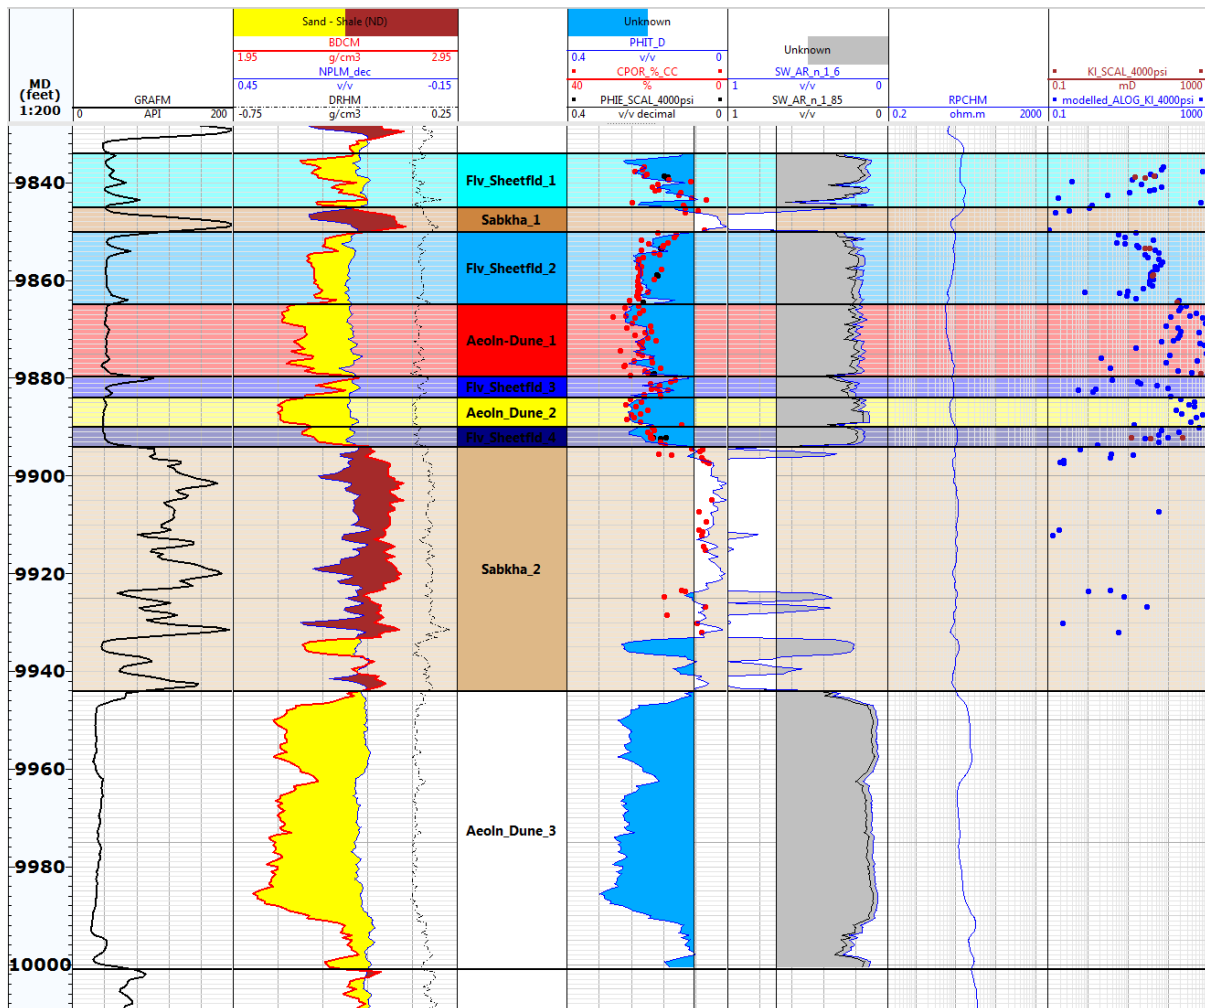 Sand - Shale (ND)
Unknown
BDCM
1.95 g/cm3 2.95
PHIT_D
0.4 v/v 0
Unknown
NPLM_dec
0.45 v/v -0.15
CPOR_%_CC
40 % 0
SW_AR_n_1_6
1 v/v 0
KI_SCAL_4000psi
0.1 mD 1000
MD
(feet)
1:200
GRAFM
0 API 200
DRHM
-0.75 g/cm3 0.25
PHIE_SCAL_4000psi
0.4 v/v decimal 0
SW_AR_n_1_85
1 v/v 0
RPCHM
0.2 ohm.m 2000
modelled_ALOG_KI_4000psi
0.1 1000
9840
Flv_Sheetfld_1
Sabkha_1
9860
Flv_Sheetfld_2
Aeoln-Dune_1
9880
Flv_Sheetfld_3
Aeoln_Dune_2
Flv_Sheetfld_4
9900
9920
Sabkha_2
9940
9960
Aeoln_Dune_3
9980
10000